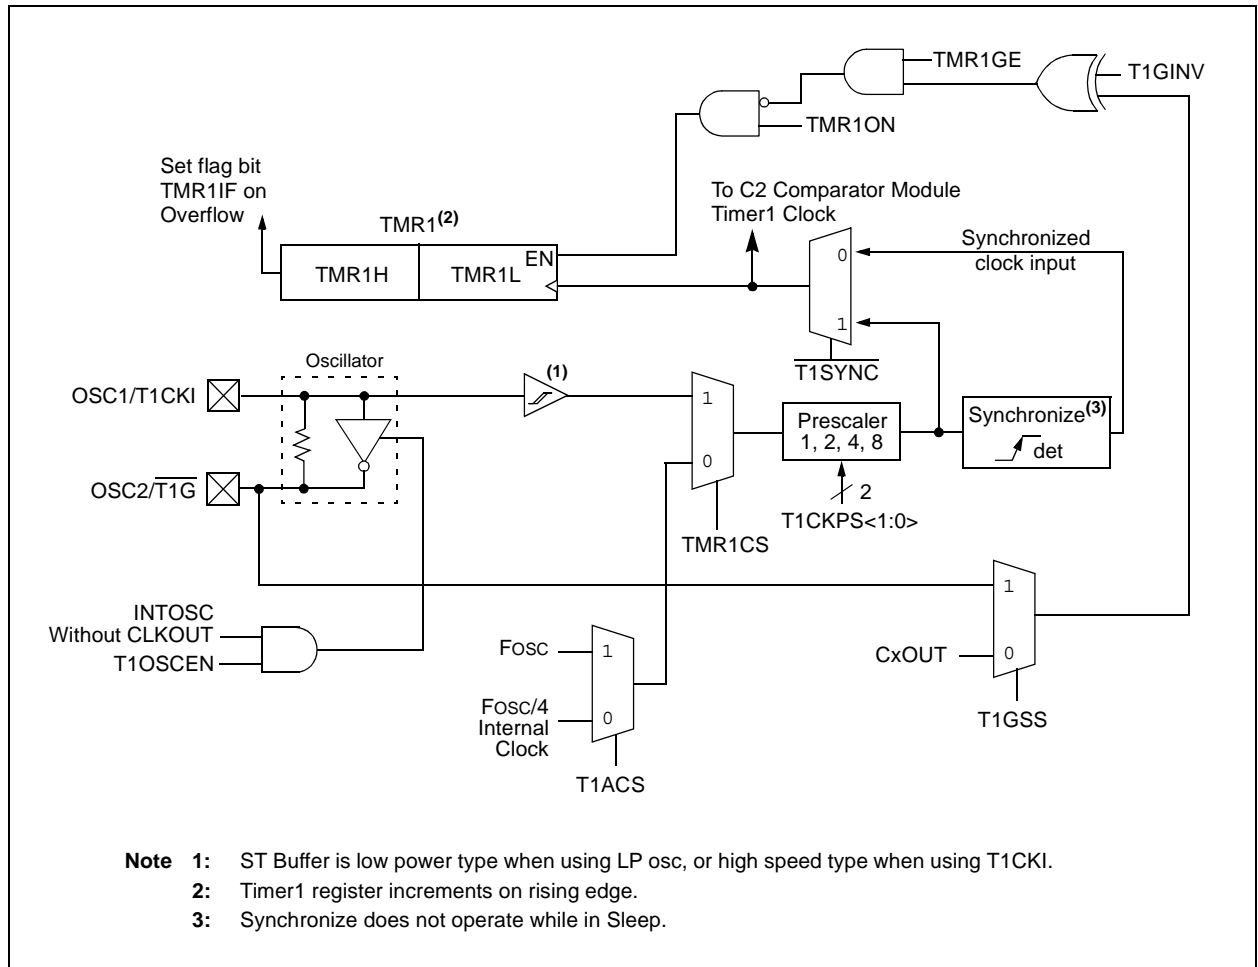 TMR1GE
T1GINV
TMR1ON
Set flag bit
TMR1IF on
Overflow
To C2 Comparator Module
Timer1 Clock
TMR1(2)
EN
TMR1H
TMR1L
0
Synchronized
clock input
1
T1SYNC
Oscillator
(1)
OSC1/T1CKI
1
Prescaler
1, 2, 4, 8
Synchronize(3)
det
0
OSC2/T1G
2
T1CKPS<1:0>
TMR1CS
1
INTOSC
Without CLKOUT
T1OSCEN
FOSC
1
CxOUT
0
FOSC/4
Internal
Clock
0
T1GSS
T1ACS
Note 1: ST Buffer is low power type when using LP osc, or high speed type when using T1CKI.
2: Timer1 register increments on rising edge.
3: Synchronize does not operate while in Sleep.